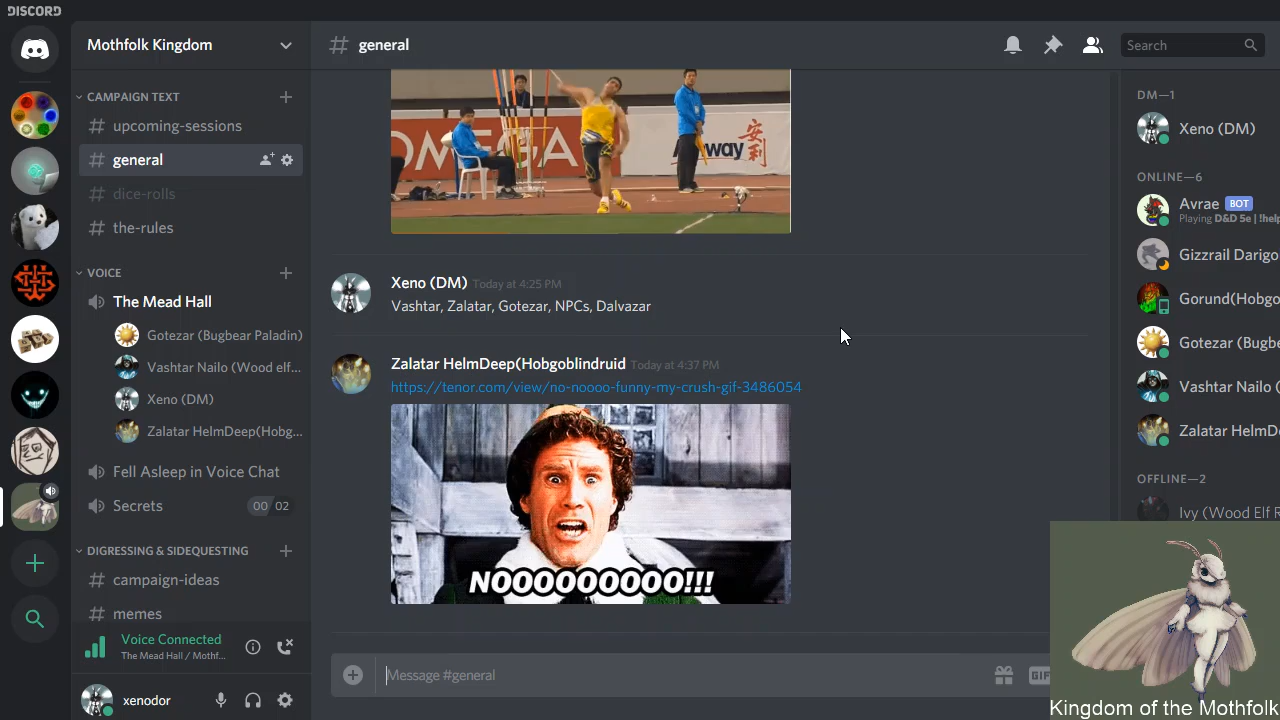 DISCORD
Mothfolk Kingdom
CAMPAIGN TEXT
upcoming-sessions
general
dice-rolls
the-rules
VOICE
The Mead Hall
Gotezar (Bugbear Paladin)
Vashtar Nailo (Wood elf...
Xeno (DM)
Zalatar HelmDeep(Hobg...
Fell Asleep in Voice Chat
Secrets
00 02
DIGRESSING & SIDEQUESTING
campaign-ideas
memes
Voice Connected
The Mead Hall / Mothf...
xenodor
# general
Search
OMEGA
安利
way
Xeno (DM) Today at 4:25 PM
Vashtar, Zalatar, Gotezar, NPCs, Dalvazar
Zalatar HelmDeep(Hobgoblindruid Today at 4:37 PM
https://tenor.com/view/no-noooo-funny-my-crush-gif-3486054
NOOOOOOOOO!!!
Message #general
GIF
DM—1
Xeno (DM)
ONLINE—6
Avrae BOT
Playing D&D 5e | !help
Gizzrail Darigo
Gorund(Hobgo
Gotezar (Bugbe
Vashtar Nailo (
Zalatar HelmD
OFFLINE—2
Ivy (Wood Elf R
Kingdom of the Mothfolk